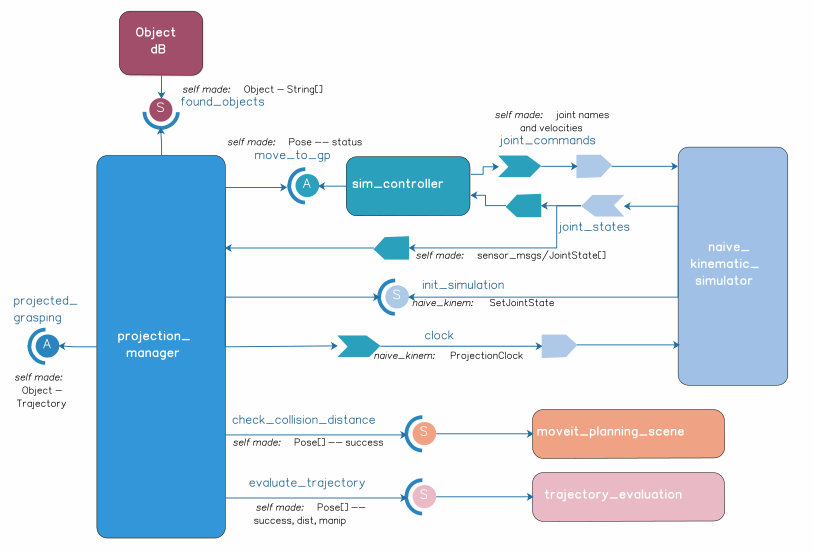 Object
dB
S
self made: Object – String[]
found_objects
self made: Pose –– status
move_to_gp
A
sim_controller
self made: joint names
and velocities
joint_commands
joint_states
self made: sensor_msgs/JointState[]
naive_
kinematic_
simulator
init_simulation
S
naive_kinem: SetJointState
projected_
grasping
A
self made:
Object –
Trajectory
projection_
manager
clock
naive_kinem: ProjectionClock
check_collision_distance
S
self made: Pose[] –– success
moveit_planning_scene
evaluate_trajectory
S
self made: Pose[] ––
success, dist, manip
trajectory_evaluation